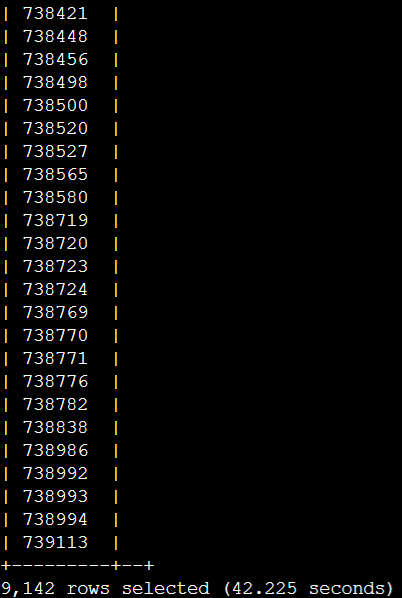 | 738421  |
| 738448  |
| 738456  |
| 738498  |
| 738500  |
| 738520  |
| 738527  |
| 738565  |
| 738580  |
| 738719  |
| 738720  |
| 738723  |
| 738724  |
| 738769  |
| 738770  |
| 738771  |
| 738776  |
| 738782  |
| 738838  |
| 738986  |
| 738992  |
| 738993  |
| 738994  |
| 739113  |
+---------+--+
9,142 rows selected (42.225 seconds)